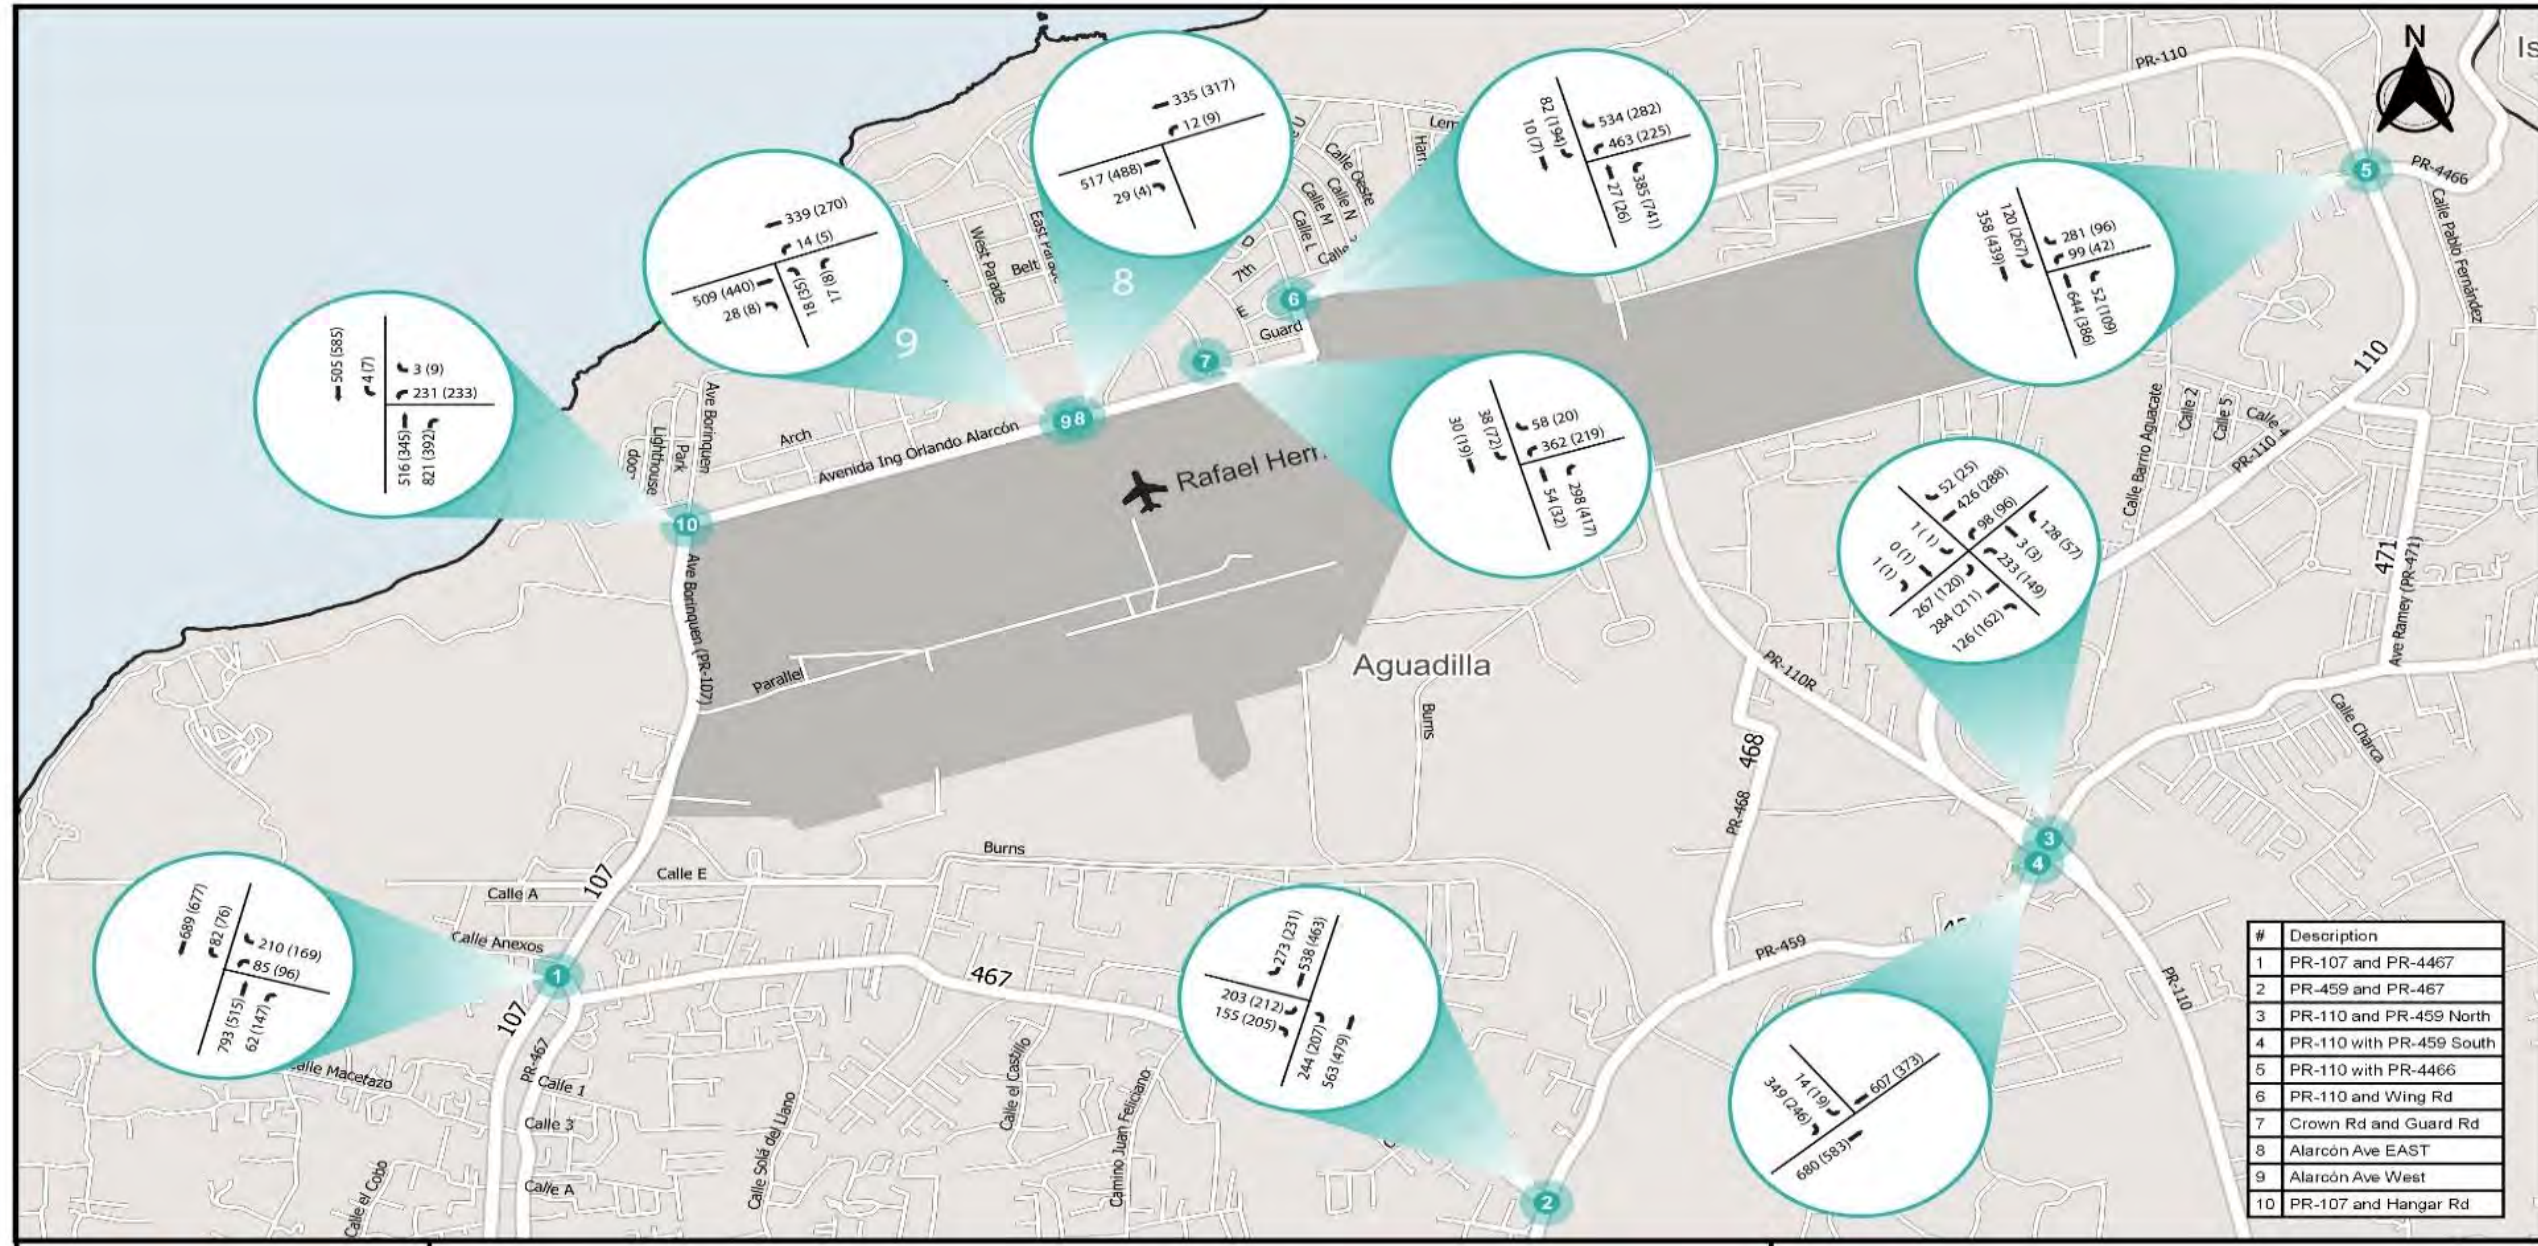 N
Is
PR-110
PR-4466
Calle Pablo Fernández
110
5
335 (317)
12 (9)
517 (488)
29 (4)
8
82 (194)
10 (7)
534 (282)
463 (225)
385 (741)
27 (26)
6
120 (267)
358 (439)
281 (96)
99 (42)
52 (109)
644 (386)
339 (270)
14 (5)
509 (440)
28 (8)
17 (8)
18 (35)
9
505 (585)
4 (7)
3 (9)
231 (233)
516 (345)
821 (392)
10
38 (72)
30 (19)
58 (20)
362 (219)
298 (417)
54 (32)
7
52 (25)
426 (288)
98 (96)
1 (1)
0 (1)
1 (1)
128 (57)
3 (3)
233 (149)
267 (120)
284 (211)
126 (162)
3
4
689 (677)
82 (76)
210 (169)
85 (96)
793 (515)
62 (147)
1
273 (231)
538 (463)
203 (212)
155 (205)
244 (207)
563 (479)
2
607 (373)
14 (19)
349 (246)
680 (583)
98
Lem
Harr
Calle Oeste
Calle N
Calle M
Calle L
Calle
D
7th
E
Guard
East Parade
West Parade
Belt
Arch
Avenida Ing Orlando Alarcón
Ave Borinquen
Park
Lighthouse
Loop
Ave Borinquen (PR-107)
Parallel
Rafael Hern
Aguadilla
Burns
Burns
Calle E
Calle A
Calle Anexos
107
107
PR-467
467
Calle Macetazo
Calle 1
Calle 3
Calle A
Calle el Cobo
Calle Solá del Llano
Calle el Castillo
Camino Juan Feliciano
PR-110R
468
PR-468
PR-459
PR-110
PR-110
Calle Barrio Aguacate
Calle 2
Calle 5
Calle 4
471
Ave Ramey (PR-471)
Calle Charca
# Description
1 PR-107 and PR-4467
2 PR-459 and PR-467
3 PR-110 and PR-459 North
4 PR-110 with PR-459 South
5 PR-110 with PR-4466
6 PR-110 and Wing Rd
7 Crown Rd and Guard Rd
8 Alarcón Ave EAST
9 Alarcón Ave West
10 PR-107 and Hangar Rd